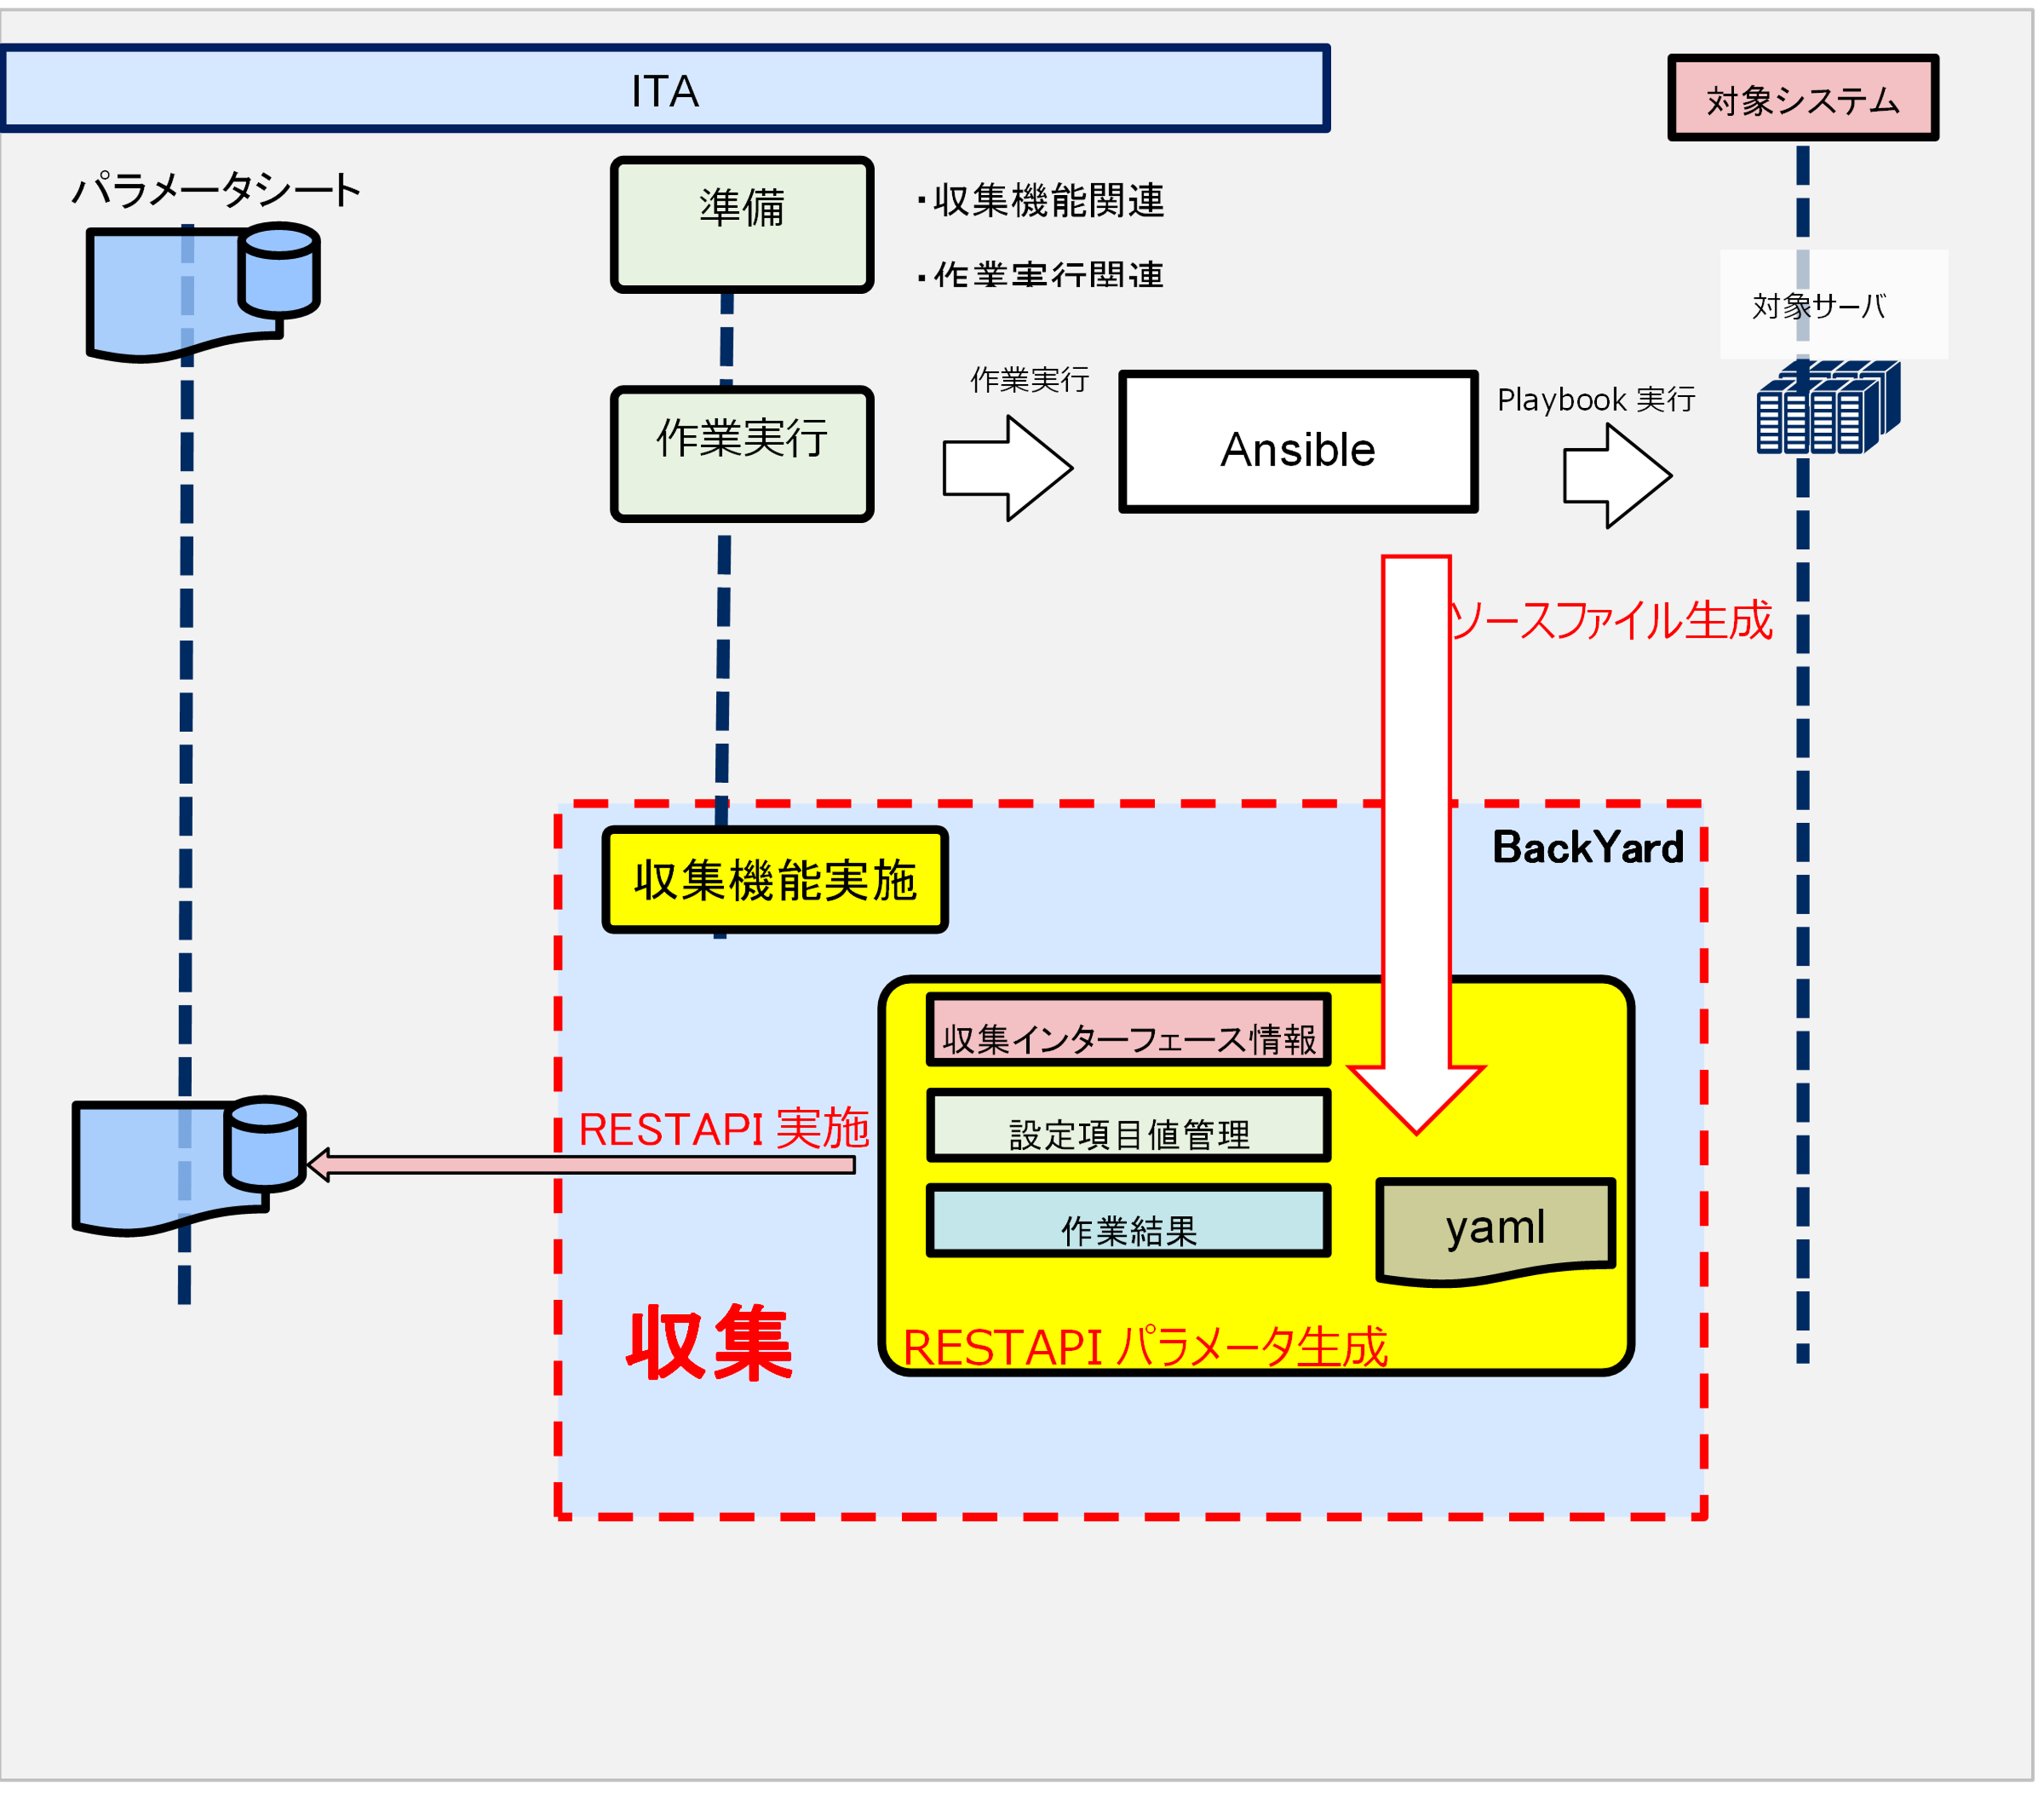 ITA
対象システム
パラメータシート
準備
・収集機能関連
・作業実行関連
対象サーバ
作業実行
作業実行
Ansible
Playbook 実行
ソースファイル生成
BackYard
収集機能実施
収集インターフェース情報
RESTAPI 実施
設定項目値管理
作業結果
yaml
収集
RESTAPI パラメータ生成